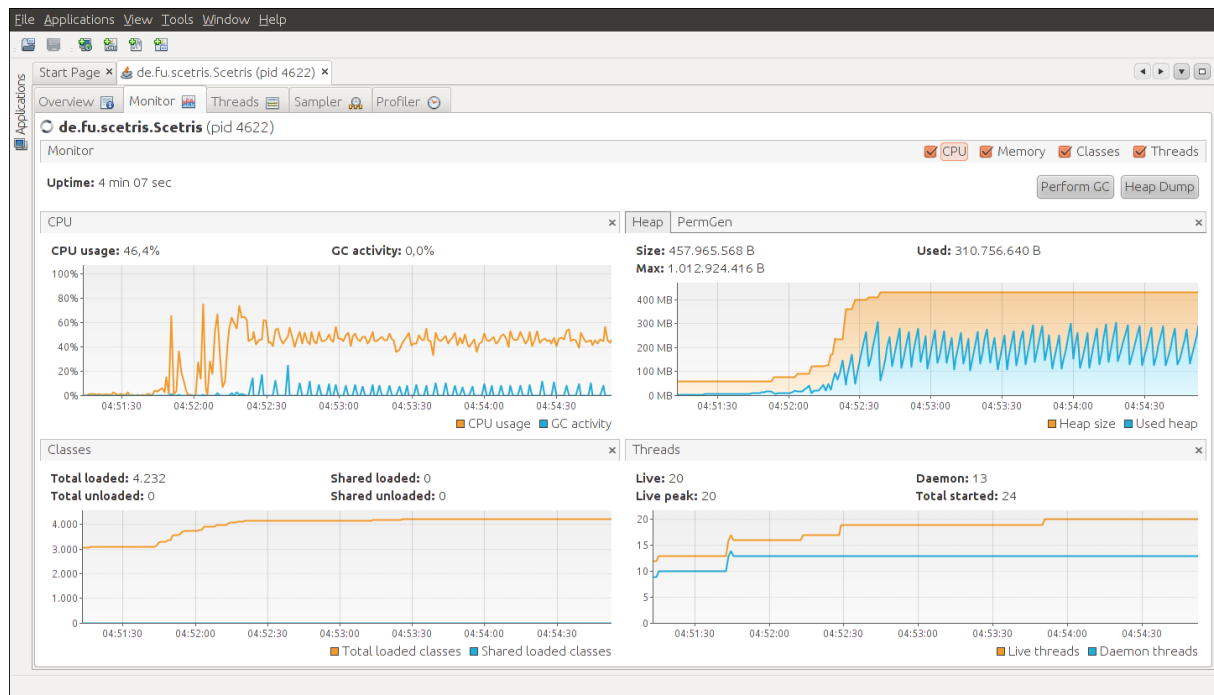 File Applications View Tools Window Help
Applications
Start Page × de.fu.scetris.Scetris (pid 4622) ×
Overview Monitor Threads Sampler Profiler
de.fu.scetris.Scetris (pid 4622)
Monitor CPU Memory Classes Threads
Uptime: 4 min 07 sec
Perform GC Heap Dump
CPU ×
CPU usage: 46,4% GC activity: 0,0%
100%
80%
60%
40%
20%
0%
04:51:30 04:52:00 04:52:30 04:53:00 04:53:30 04:54:00 04:54:30
CPU usage GC activity
Heap PermGen ×
Size: 457.965.568 B Used: 310.756.640 B
Max: 1.012.924.416 B
400 MB
300 MB
200 MB
100 MB
0 MB
04:51:30 04:52:00 04:52:30 04:53:00 04:53:30 04:54:00 04:54:30
Heap size Used heap
Classes ×
Total loaded: 4.232 Shared loaded: 0
Total unloaded: 0 Shared unloaded: 0
4.000
3.000
2.000
1.000
0
04:51:30 04:52:00 04:52:30 04:53:00 04:53:30 04:54:00 04:54:30
Total loaded classes Shared loaded classes
Threads ×
Live: 20 Daemon: 13
Live peak: 20 Total started: 24
20
15
10
5
0
04:51:30 04:52:00 04:52:30 04:53:00 04:53:30 04:54:00 04:54:30
Live threads Daemon threads